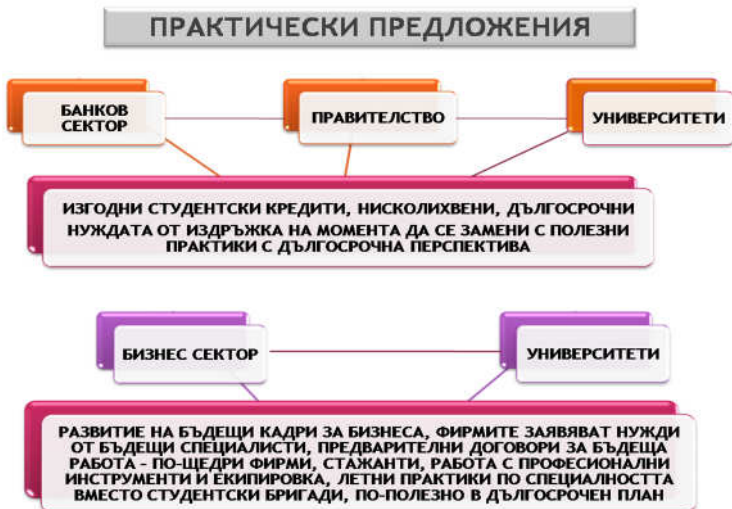 ПРАКТИЧЕСКИ ПРЕДЛОЖЕНИЯ
БАНКОВ
СЕКТОР
ПРАВИТЕЛСТВО
УНИВЕРСИТЕТИ
ИЗГОДНИ СТУДЕНТСКИ КРЕДИТИ, НИСКОЛИХВЕНИ, ДЪЛГОСРОЧНИ
НУЖДАТА ОТ ИЗДРЪЖКА НА МОМЕНТА ДА СЕ ЗАМЕНИ С ПОЛЕЗНИ
ПРАКТИКИ С ДЪЛГОСРОЧНА ПЕРСПЕКТИВА
БИЗНЕС СЕКТОР
УНИВЕРСИТЕТИ
РАЗВИТИЕ НА БЪДЕЩИ КАДРИ ЗА БИЗНЕСА, ФИРМИТЕ ЗАЯВЯВАТ НУЖДИ
ОТ БЪДЕЩИ СПЕЦИАЛИСТИ, ПРЕДВАРИТЕЛНИ ДОГОВОРИ ЗА БЪДЕЩА
РАБОТА - ПО-ЩЕДРИ ФИРМИ, СТАЖАНТИ, РАБОТА С ПРОФЕСИОНАЛНИ
ИНСТРУМЕНТИ И ЕКИПИРОВКА, ЛЕТНИ ПРАКТИКИ ПО СПЕЦИАЛНОСТТА
ВМЕСТО СТУДЕНТСКИ БРИГАДИ, ПО-ПОЛЕЗНО В ДЪЛГОСРОЧЕН ПЛАН